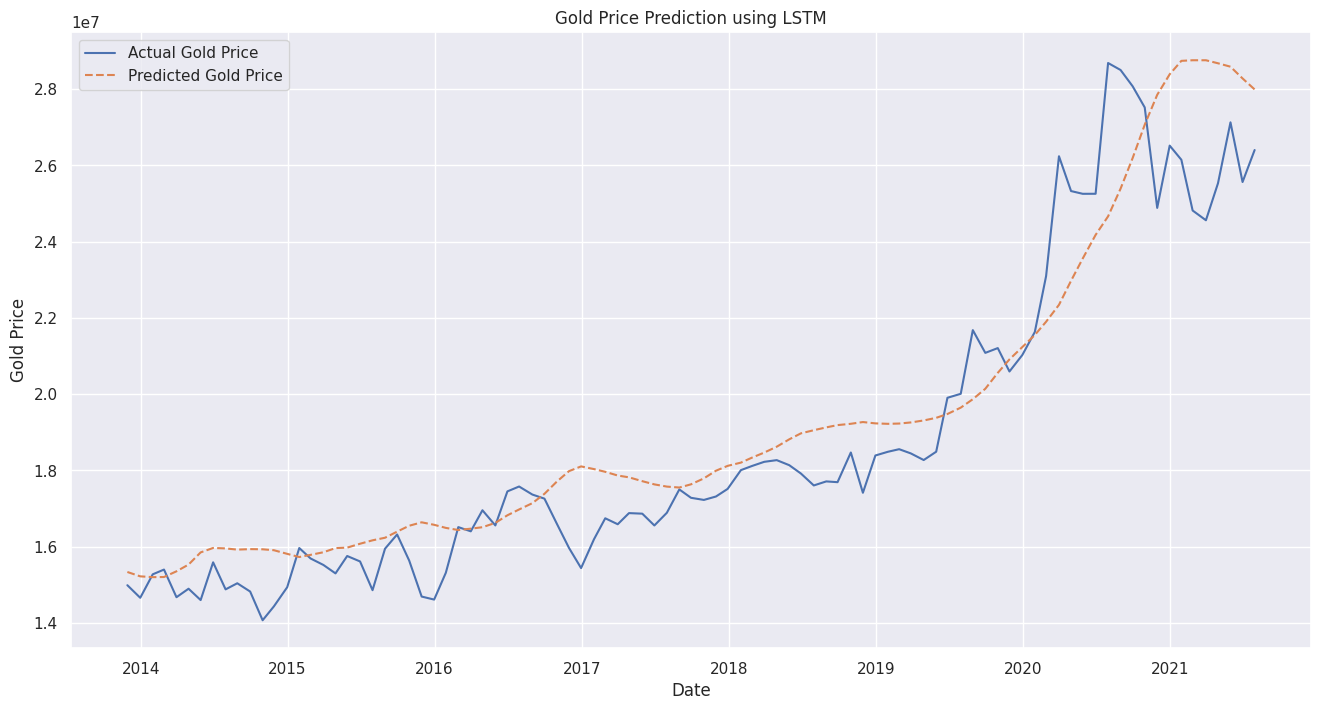 Gold Price Prediction using LSTM
1e7
Actual Gold Price
Predicted Gold Price
Gold Price
2.8
2.6
2.4
2.2
2.0
1.8
1.6
1.4
2014 2015 2016 2017 2018 2019 2020 2021
Date